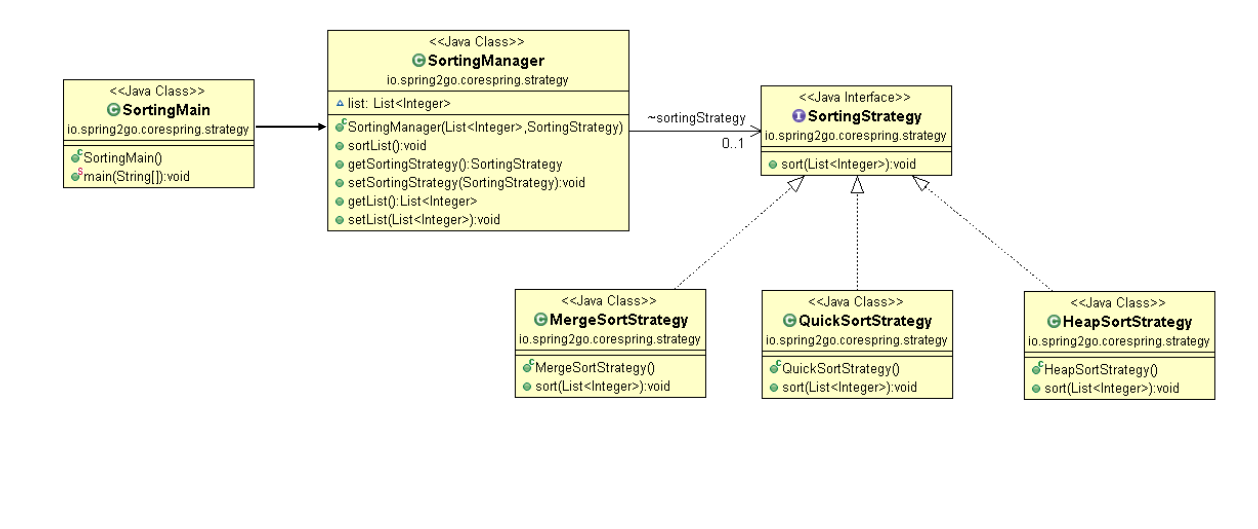 <<Java Class>>
SortingMain
io.spring2go.corespring.strategy
SortingMain()
main(String[]):void
<<Java Class>>
SortingManager
io.spring2go.corespring.strategy
list: List<Integer>
SortingManager(List<Integer>,SortingStrategy)
sortList():void
getSortingStrategy():SortingStrategy
setSortingStrategy(SortingStrategy):void
getList():List<Integer>
setList(List<Integer>):void
~sortingStrategy
0..1
<<Java Interface>>
SortingStrategy
io.spring2go.corespring.strategy
sort(List<Integer>):void
<<Java Class>>
MergeSortStrategy
io.spring2go.corespring.strategy
MergeSortStrategy()
sort(List<Integer>):void
<<Java Class>>
QuickSortStrategy
io.spring2go.corespring.strategy
QuickSortStrategy()
sort(List<Integer>):void
<<Java Class>>
HeapSortStrategy
io.spring2go.corespring.strategy
HeapSortStrategy()
sort(List<Integer>):void